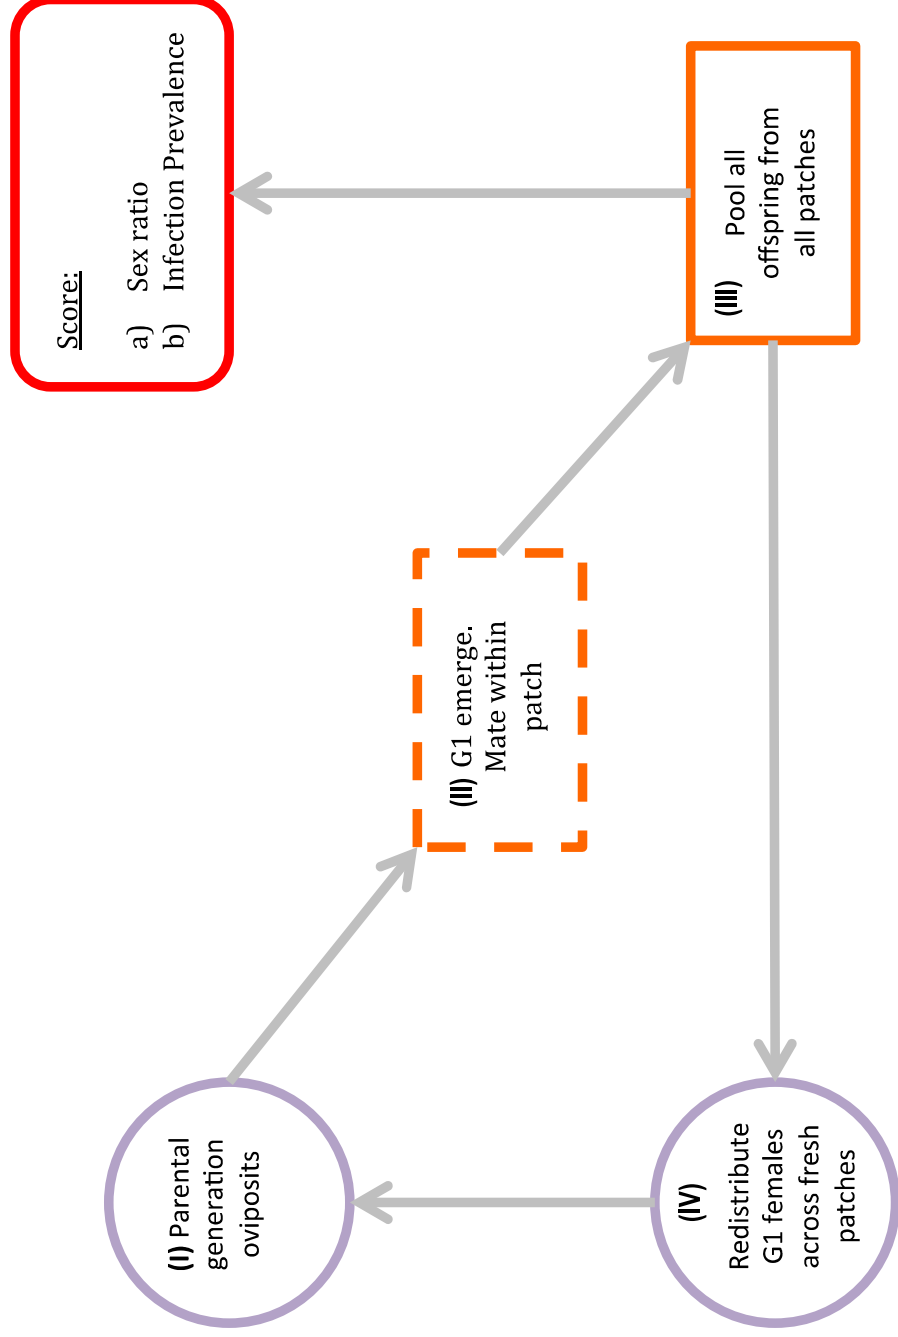 (I) Parental
generation
oviposits
(II) G1 emerge.
Mate within
patch
(III) Pool all
offspring from
all patches
(IV)
Redistribute
G1 females
across fresh
patches
Score:
a) Sex ratio
b) Infection Prevalence